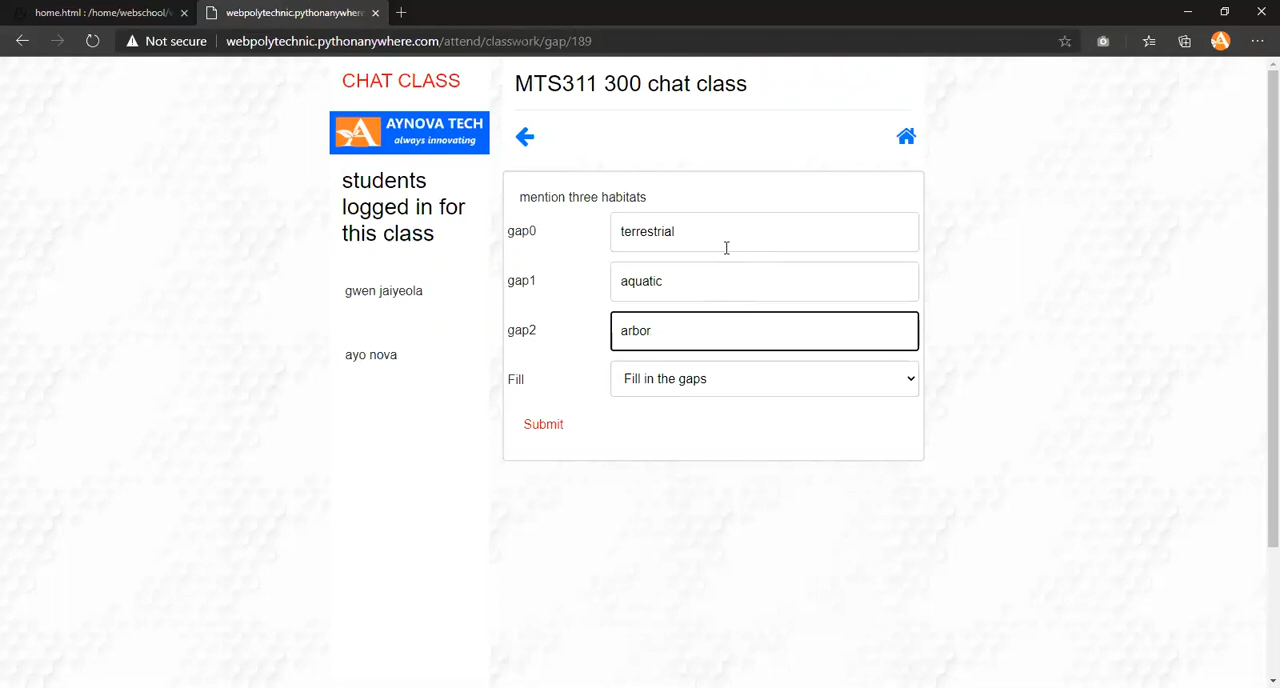 home.html : /home/webschool/
webpolytechnic.pythonanywhere
Not secure
webpolytechnic.pythonanywhere.com/attend/classwork/gap/189
CHAT CLASS
AYNOVA TECH
always innovating
students
logged in for
this class
gwen jaiyeola
ayo nova
MTS311 300 chat class
mention three habitats
gap0
terrestrial
gap1
aquatic
gap2
arbor
Fill
Fill in the gaps
Submit